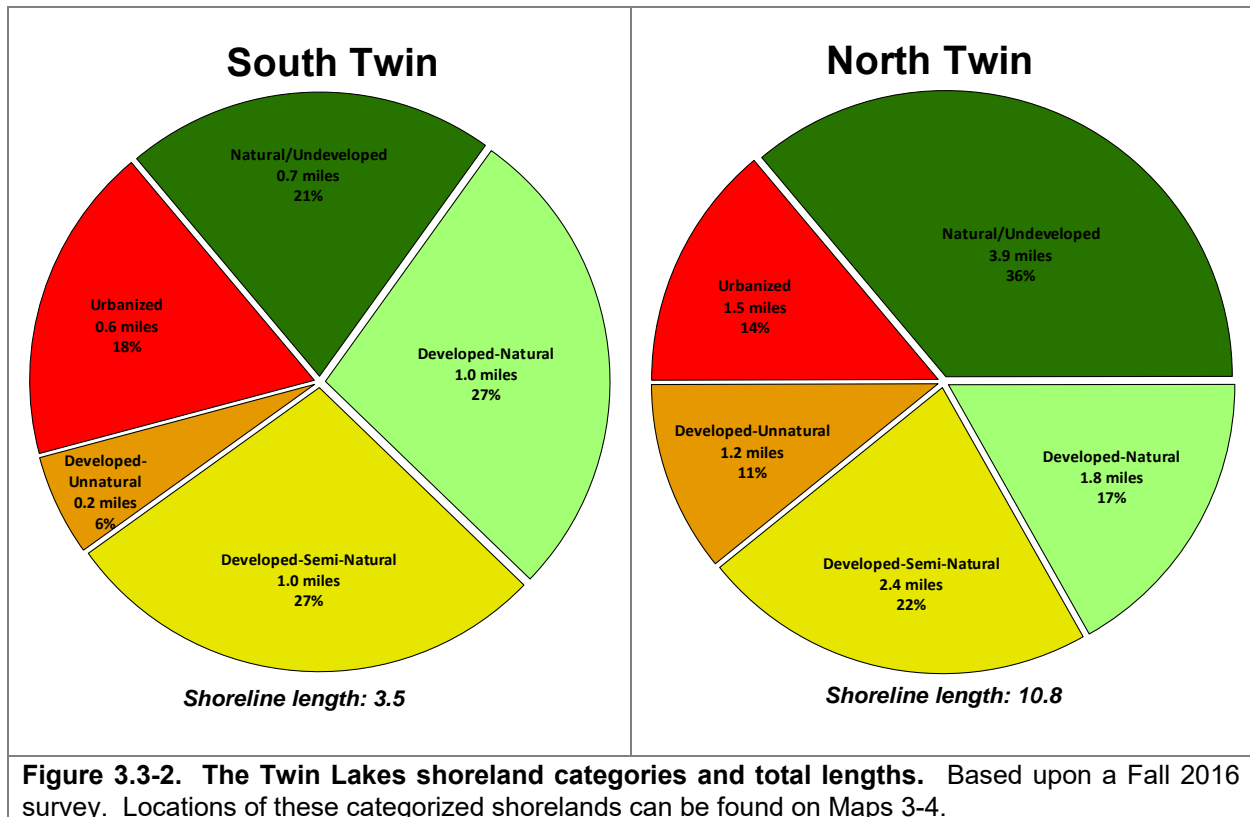 South Twin
Natural/Undeveloped
0.7 miles
21%
Urbanized
0.6 miles
18%
Developed-Natural
1.0 miles
27%
Developed-
Unnatural
0.2 miles
6%
Developed-Semi-Natural
1.0 miles
27%
Shoreline length: 3.5
North Twin
Natural/Undeveloped
3.9 miles
36%
Urbanized
1.5 miles
14%
Developed-Unnatural
1.2 miles
11%
Developed-Natural
1.8 miles
17%
Developed-Semi-Natural
2.4 miles
22%
Shoreline length: 10.8
Figure 3.3-2. The Twin Lakes shoreland categories and total lengths. Based upon a Fall 2016
survey. Locations of these categorized shorelands can be found on Maps 3-4.